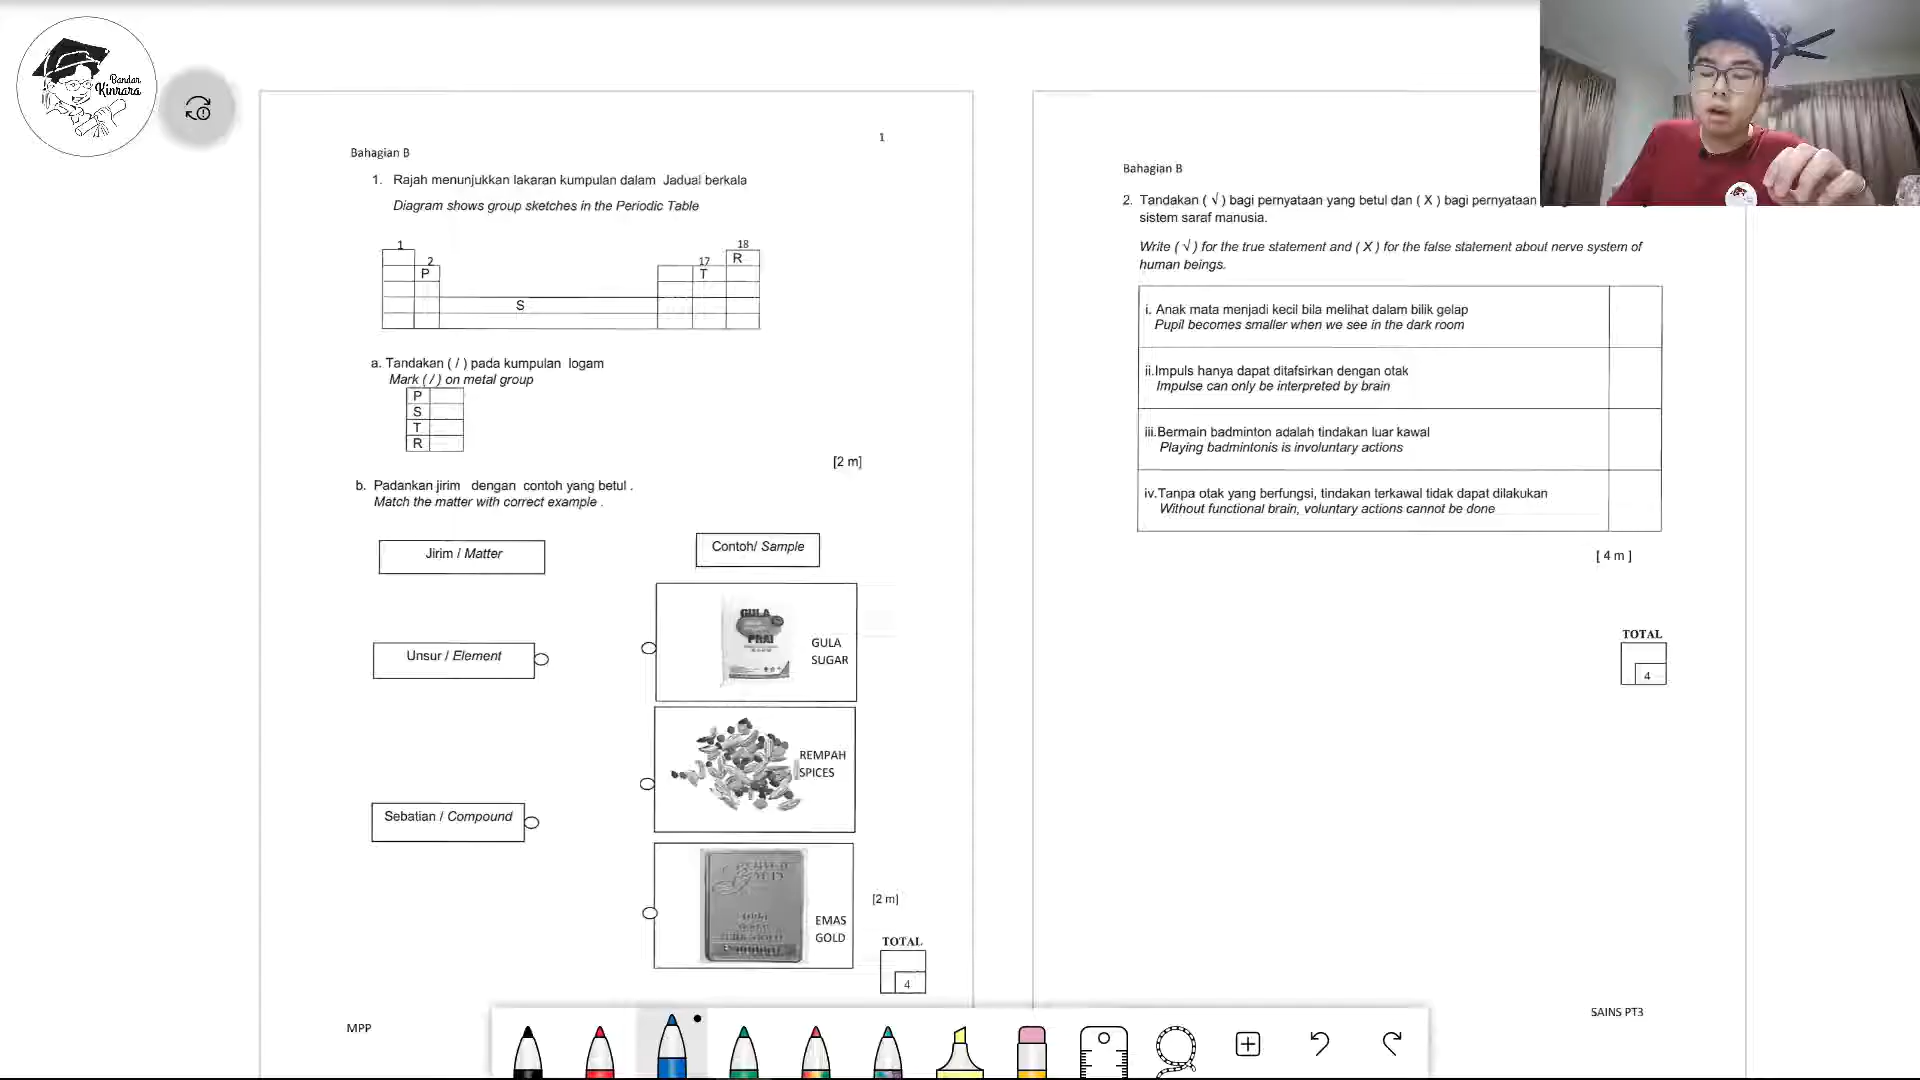 Bandar
Kinrara
1
Bahagian B
1. Rajah menunjukkan lakaran kumpulan dalam Jadual berkala
Diagram shows group sketches in the Periodic Table
1
18
2
17
R
P
T
S
a. Tandakan ( / ) pada kumpulan logam
Mark ( / ) on metal group
P
S
T
R
[2 m]
b. Padankan jirim dengan contoh yang betul .
Match the matter with correct example .
Jirim / Matter
Contoh/ Sample
Unsur / Element
GULA
PRAI
GULA
SUGAR
REMPAH
SPICES
Sebatian / Compound
EMAS
GOLD
[2 m]
TOTAL
4
MPP
Bahagian B
2. Tandakan ( √ ) bagi pernyataan yang betul dan ( X ) bagi pernyataan
sistem saraf manusia.
Write ( √ ) for the true statement and ( X ) for the false statement about nerve system of
human beings.
i. Anak mata menjadi kecil bila melihat dalam bilik gelap
Pupil becomes smaller when we see in the dark room
ii.Impuls hanya dapat ditafsirkan dengan otak
Impulse can only be interpreted by brain
iii.Bermain badminton adalah tindakan luar kawal
Playing badmintonis is involuntary actions
iv.Tanpa otak yang berfungsi, tindakan terkawal tidak dapat dilakukan
Without functional brain, voluntary actions cannot be done
[ 4 m ]
TOTAL
4
SAINS PT3